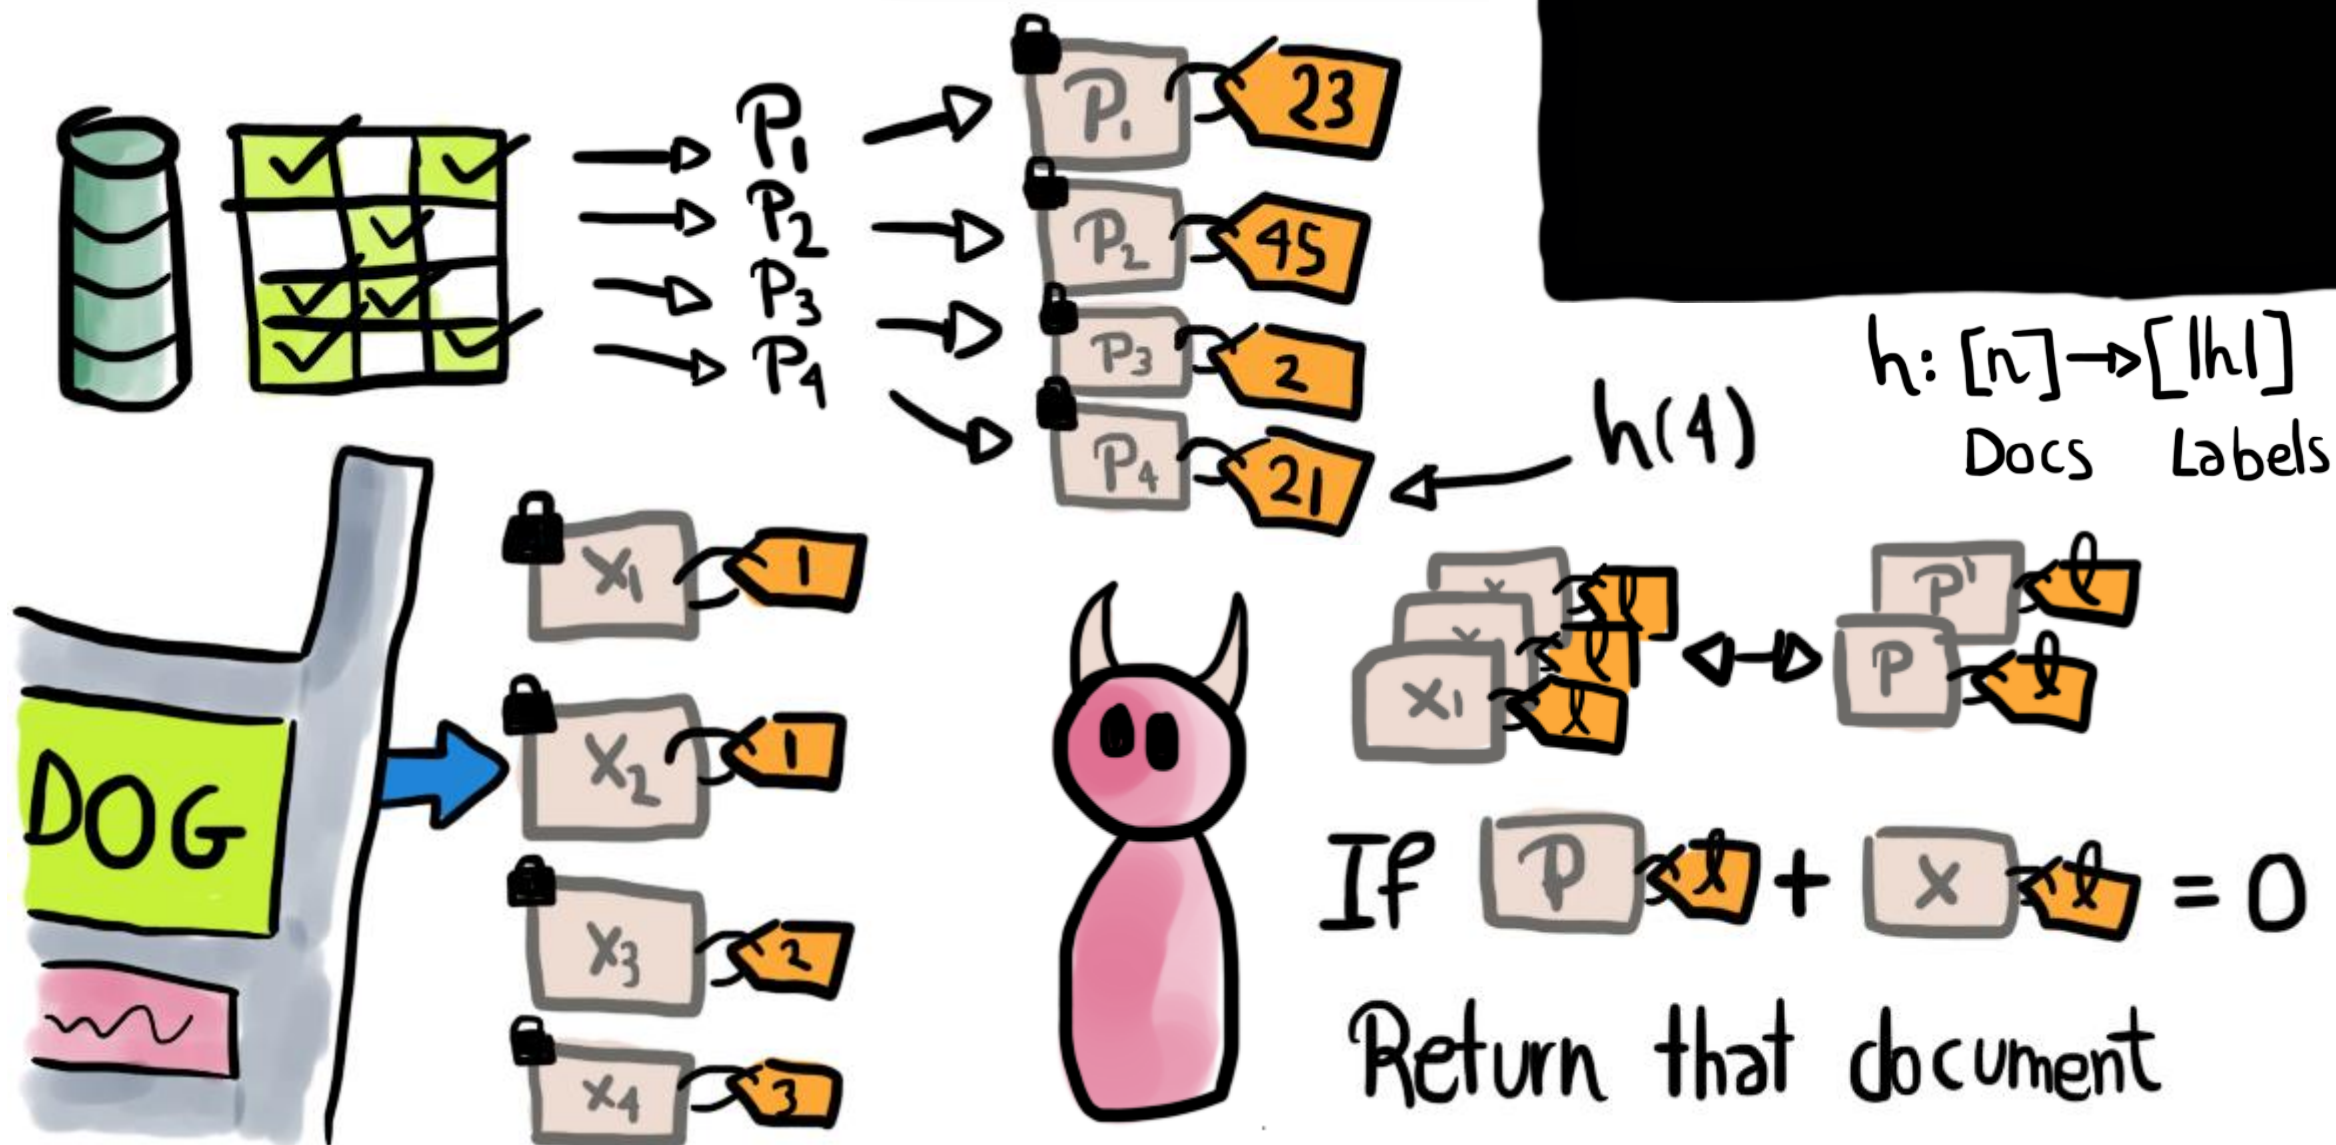 P₁
P₂
P₃
P₄
P₁ 23
P₂ 45
P₃ 2
P₄ 21
h(4)
h: [n] → [|h|]
Docs Labels
DOG
X₁ 1
X₂ 1
X₃ 2
X₄ 3
x ℓ
x ℓ
X₁ ℓ
P' ℓ
P ℓ
If P ℓ + x ℓ = 0
Return that document